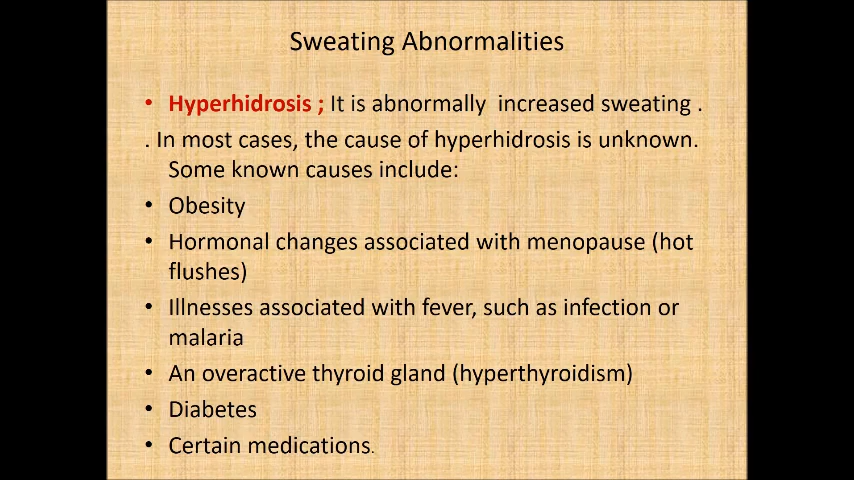 Sweating Abnormalities
• Hyperhidrosis ; It is abnormally  increased sweating .
. In most cases, the cause of hyperhidrosis is unknown.
Some known causes include:
• Obesity
• Hormonal changes associated with menopause (hot
flushes)
• Illnesses associated with fever, such as infection or
malaria
• An overactive thyroid gland (hyperthyroidism)
• Diabetes
• Certain medications.